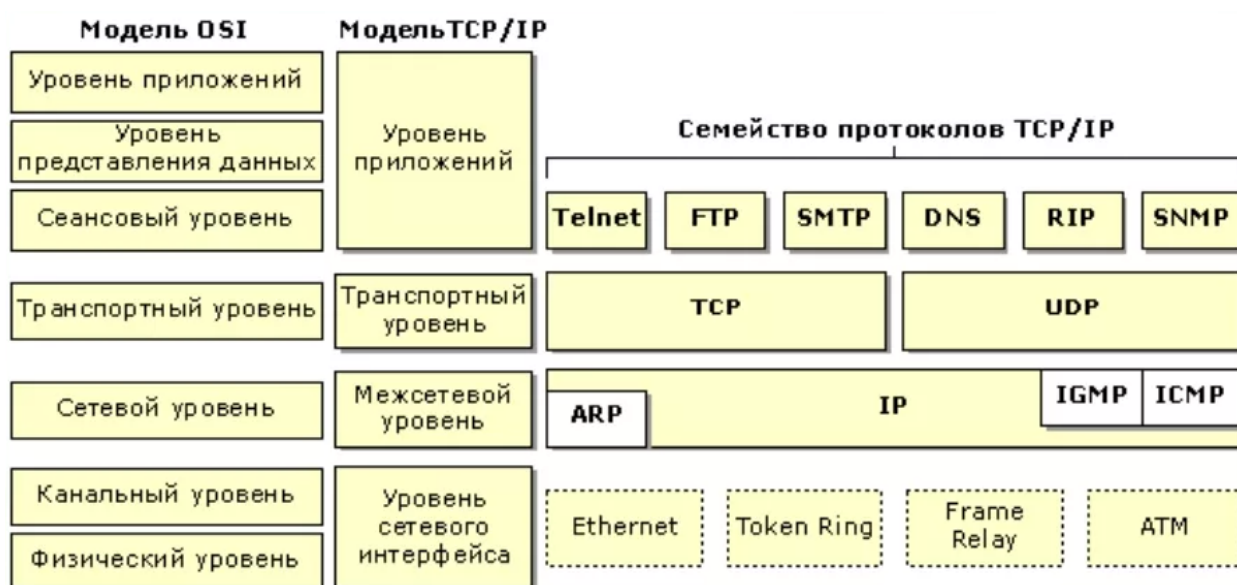 Модель OSI
МодельTCP/IP
Уровень приложений
Уровень
представления данных
Сеансовый уровень
Уровень
приложений
Семейство протоколов TCP/IP
Telnet
FTP
SMTP
DNS
RIP
SNMP
Транспортный уровень
Транспортный
уровень
TCP
UDP
Сетевой уровень
Межсетевой
уровень
ARP
IP
IGMP
ICMP
Канальный уровень
Физический уровень
Уровень
сетевого
интерфейса
Ethernet
Token Ring
Frame
Relay
ATM